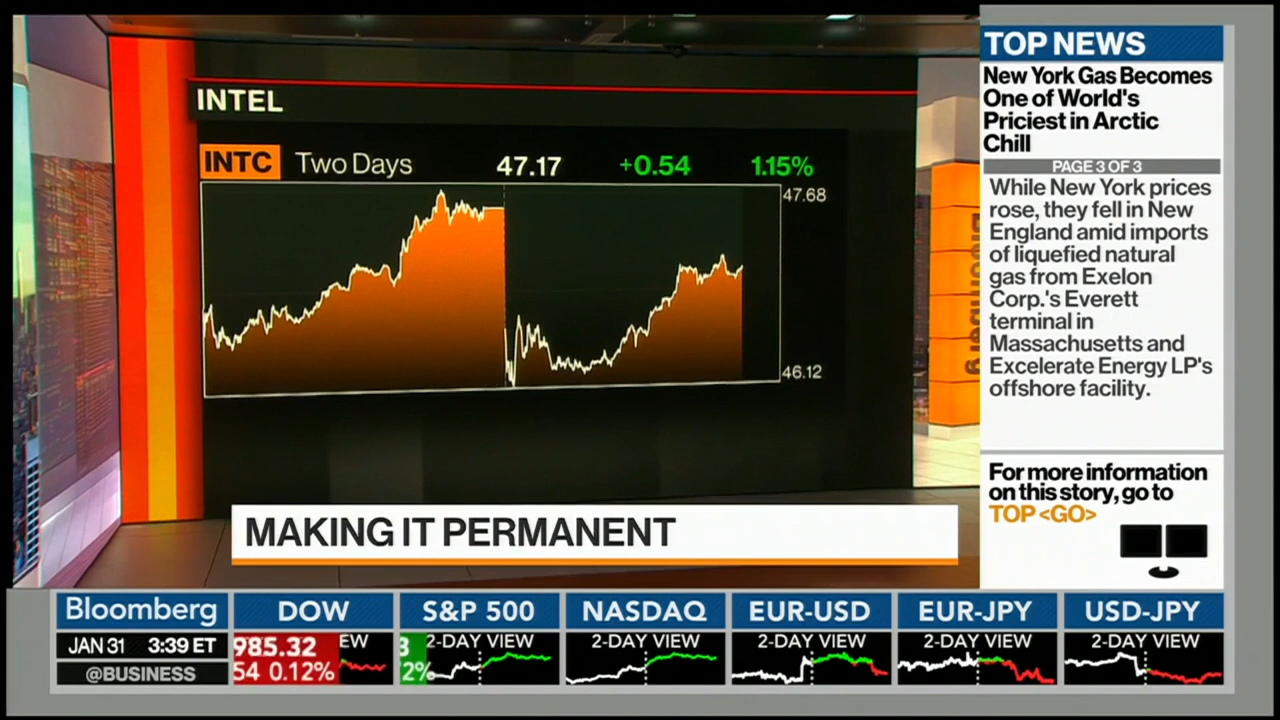 INTEL
INTC Two Days 47.17 +0.54 1.15%
47.68
46.12
Bloomberg
MAKING IT PERMANENT
TOP NEWS
New York Gas Becomes
One of World's
Priciest in Arctic
Chill
PAGE 3 OF 3
While New York prices
rose, they fell in New
England amid imports
of liquefied natural
gas from Exelon
Corp.'s Everett
terminal in
Massachusetts and
Excelerate Energy LP's
offshore facility.
For more information
on this story, go to
TOP <GO>
Bloomberg
JAN 31 3:39 ET
@BUSINESS
DOW
985.32 EW
54 0.12%
S&P 500
3 2-DAY VIEW
2%
NASDAQ
2-DAY VIEW
EUR-USD
2-DAY VIEW
EUR-JPY
2-DAY VIEW
USD-JPY
2-DAY VIEW